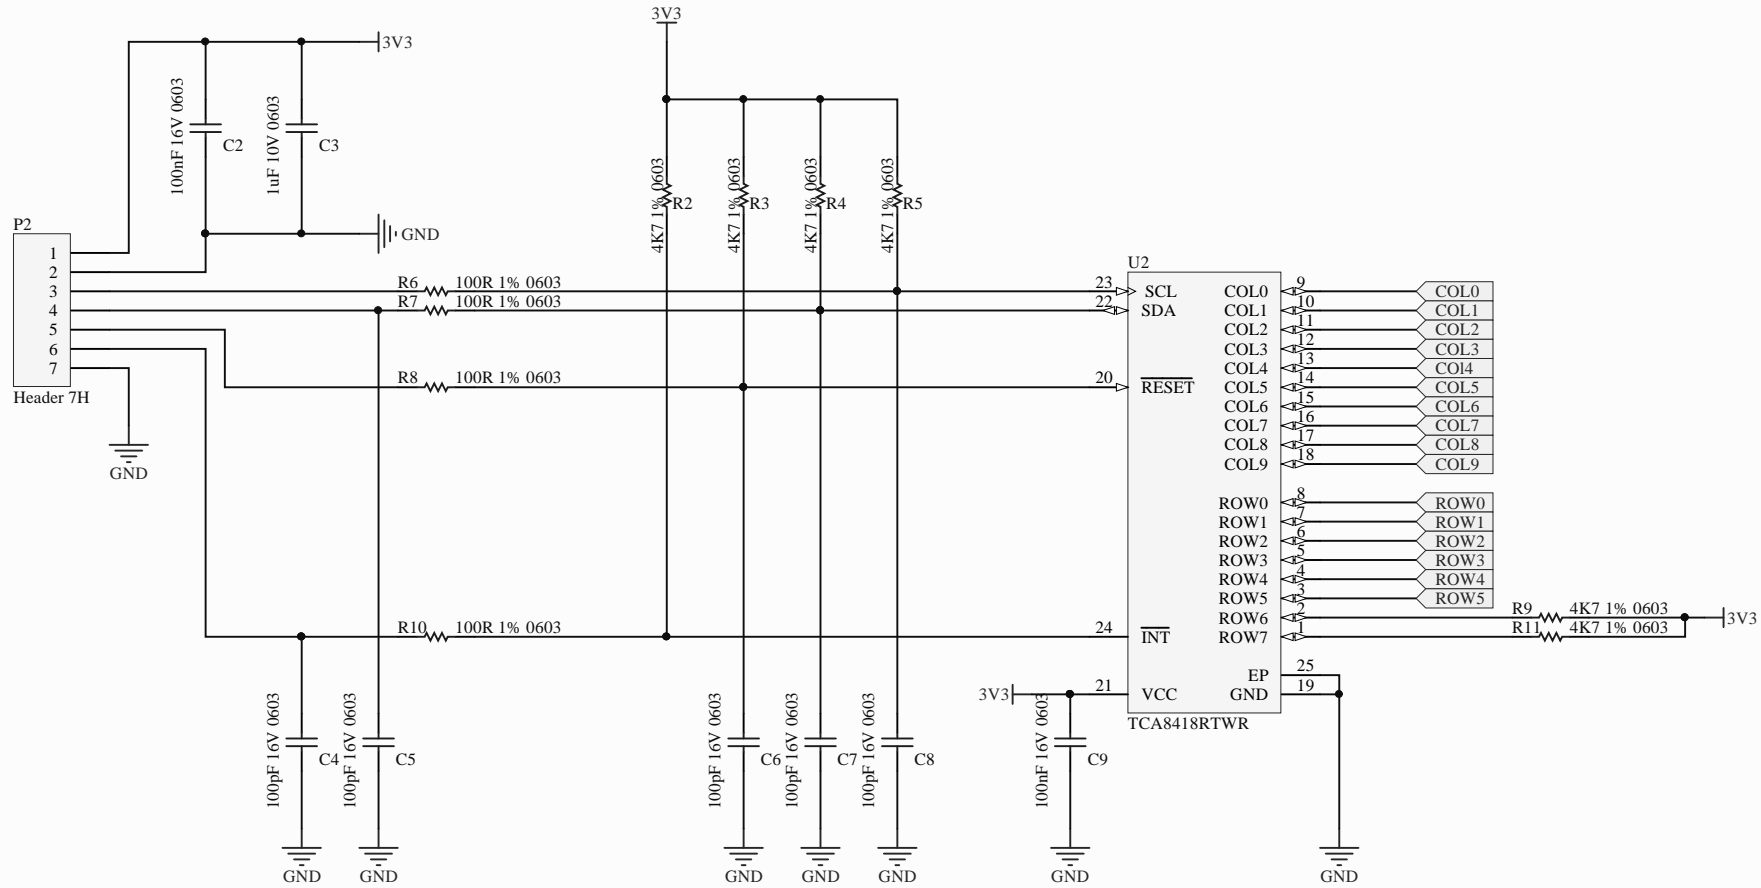 3V3
3V3
100nF 16V 0603
C2
1uF 10V 0603
C3
GND
4K7 1% 0603
R2
4K7 1% 0603
R3
4K7 1% 0603
R4
4K7 1% 0603
R5
P2
1
2
3
4
5
6
7
Header 7H
GND
R6 100R 1% 0603
R7 100R 1% 0603
R8 100R 1% 0603
R10 100R 1% 0603
U2
23 SCL
22 SDA
20 RESET
24 INT
21 VCC
COL0 9 COL0
COL1 10 COL1
COL2 11 COL2
COL3 12 COL3
COL4 13 COl4
COL5 14 COL5
COL6 15 COL6
COL7 16 COL7
COL8 17 COL8
COL9 18 COL9
ROW0 8 ROW0
ROW1 7 ROW1
ROW2 6 ROW2
ROW3 5 ROW3
ROW4 4 ROW4
ROW5 3 ROW5
ROW6 2 R9 4K7 1% 0603
ROW7 1 R11 4K7 1% 0603
3V3
EP 25
GND 19
TCA8418RTWR
3V3
100pF 16V 0603
C4
100pF 16V 0603
C5
100pF 16V 0603
C6
100pF 16V 0603
C7
100pF 16V 0603
C8
100nF 16V 0603
C9
GND
GND
GND
GND
GND
GND
GND